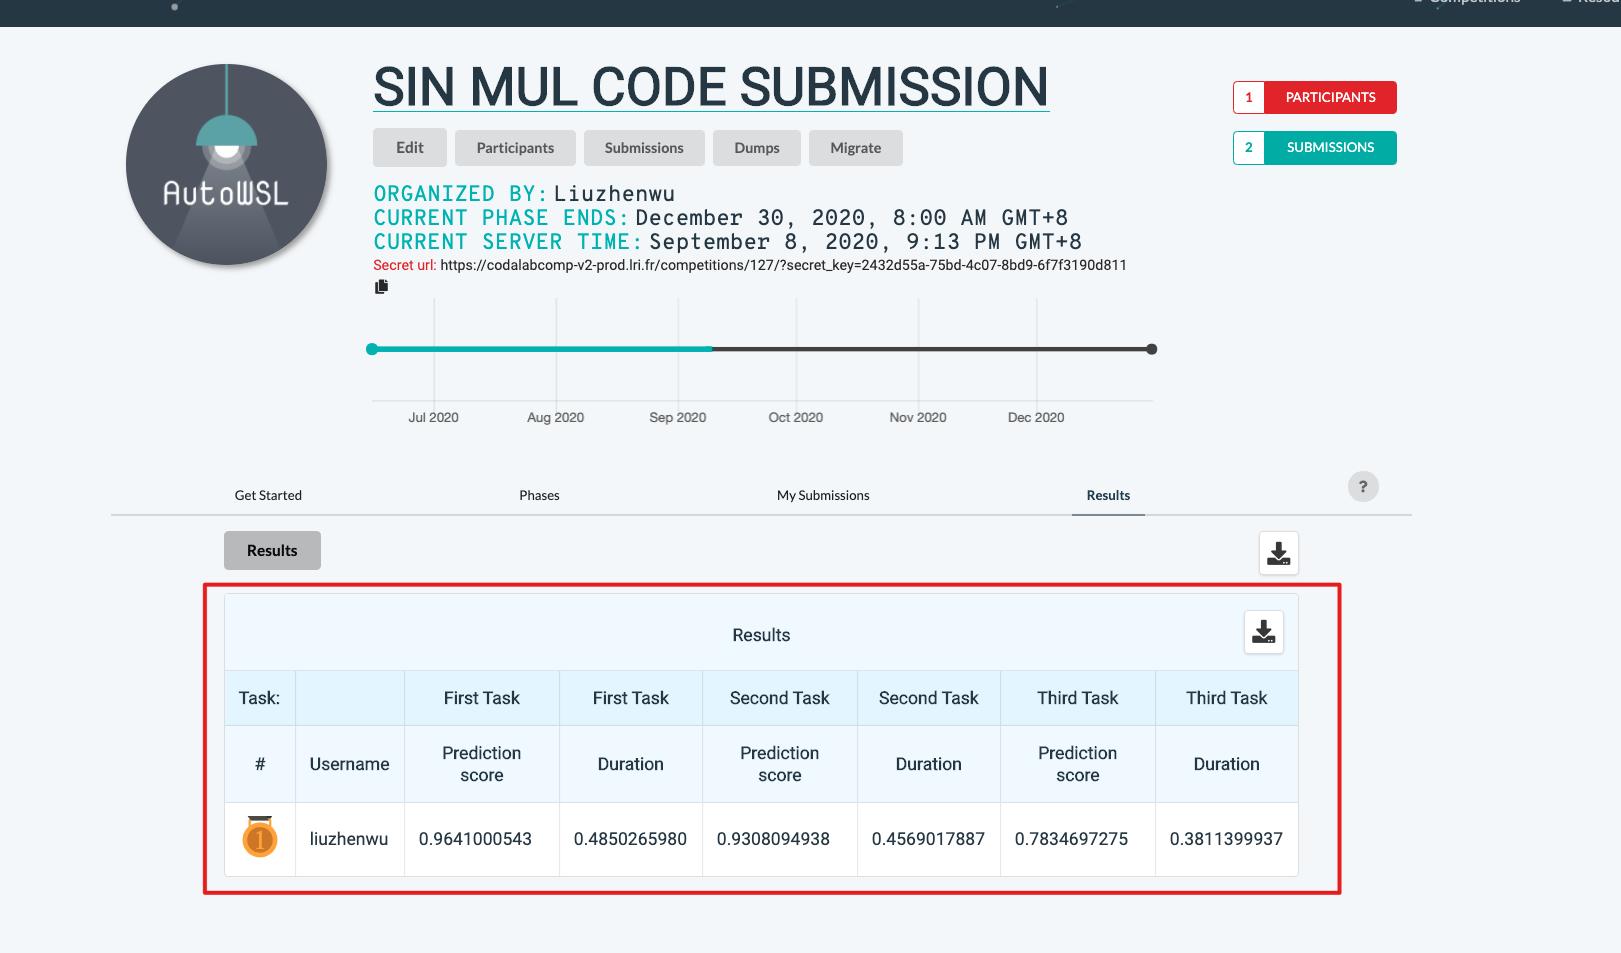 Competitions
AutoWSL
SIN MUL CODE SUBMISSION
1 PARTICIPANTS
2 SUBMISSIONS
Edit Participants Submissions Dumps Migrate
ORGANIZED BY: Liuzhenwu
CURRENT PHASE ENDS: December 30, 2020, 8:00 AM GMT+8
CURRENT SERVER TIME: September 8, 2020, 9:13 PM GMT+8
Secret url: https://codalabcomp-v2-prod.lri.fr/competitions/127/?secret_key=2432d55a-75bd-4c07-8bd9-6f7f3190d811
Jul 2020 Aug 2020 Sep 2020 Oct 2020 Nov 2020 Dec 2020
Get Started Phases My Submissions Results ?
Results
Results
Task: First Task First Task Second Task Second Task Third Task Third Task
# Username Prediction score Duration Prediction score Duration Prediction score Duration
1 liuzhenwu 0.9641000543 0.4850265980 0.9308094938 0.4569017887 0.7834697275 0.3811399937